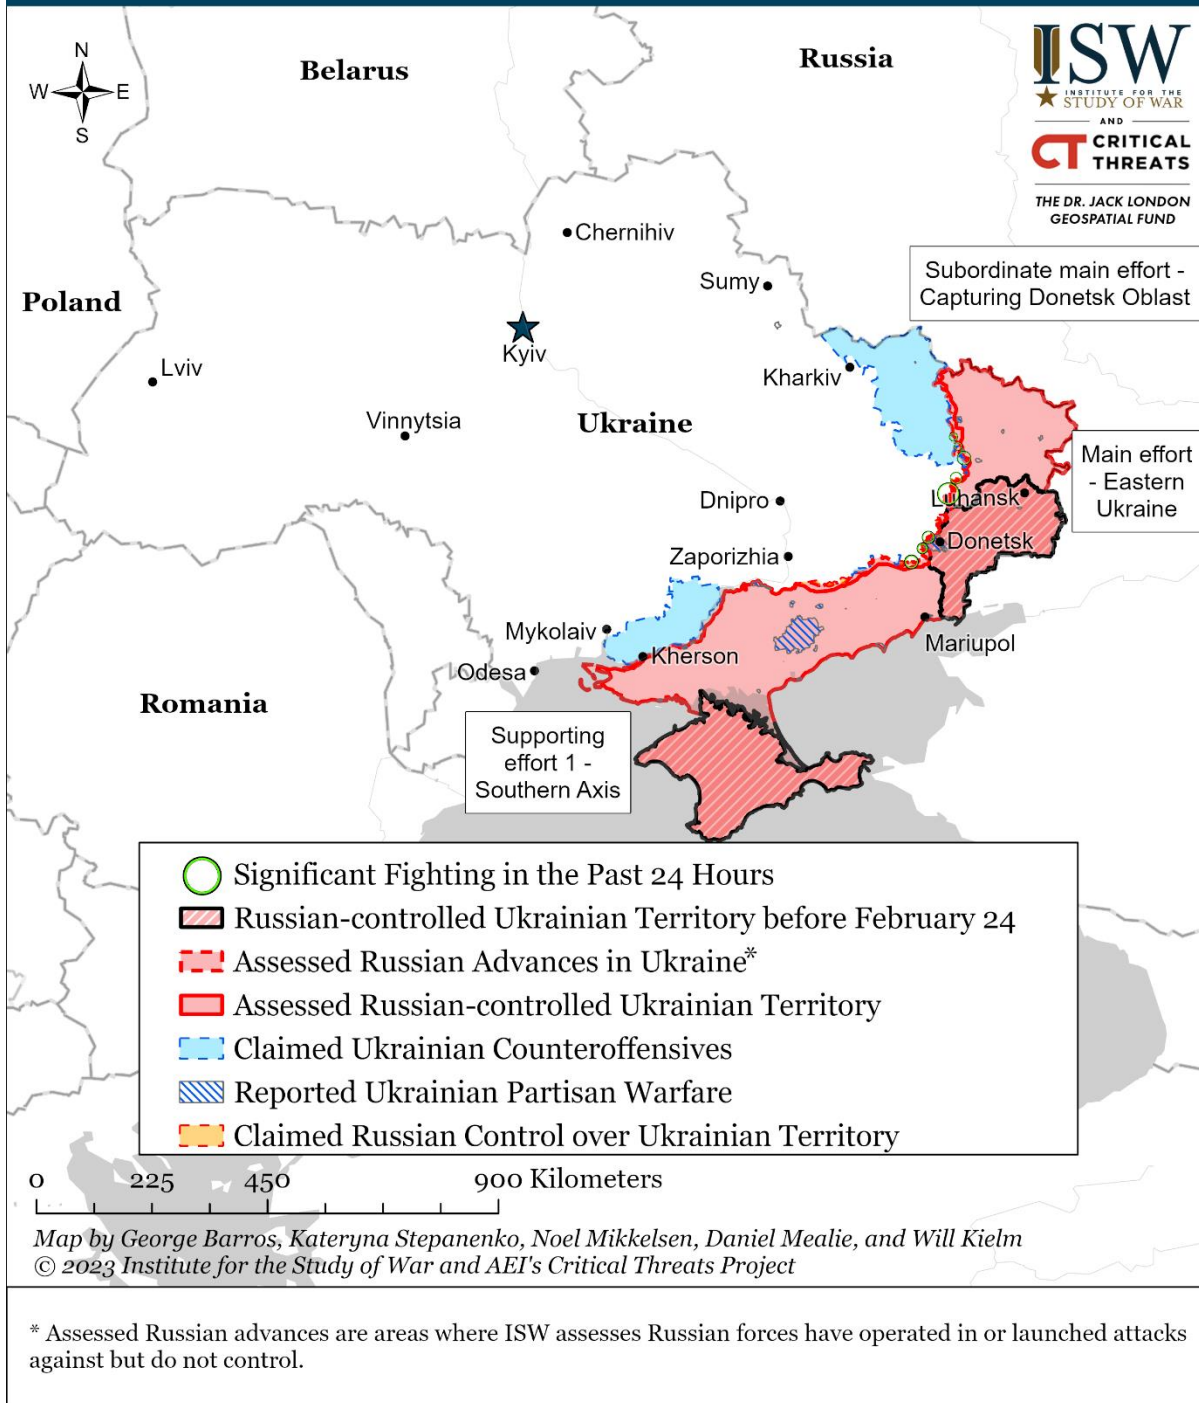 N
W
E
S
Belarus
Russia
ISW
INSTITUTE FOR THE
STUDY OF WAR
AND
CT CRITICAL
THREATS
THE DR. JACK LONDON
GEOSPATIAL FUND
Chernihiv
Subordinate main effort -
Capturing Donetsk Oblast
Sumy
Poland
Kyiv
Lviv
Kharkiv
Vinnytsia
Ukraine
Main effort
- Eastern
Ukraine
Luhansk
Dnipro
Donetsk
Zaporizhia
Mykolaiv
Mariupol
Kherson
Odesa
Romania
Supporting
effort 1 -
Southern Axis
Significant Fighting in the Past 24 Hours
Russian-controlled Ukrainian Territory before February 24
Assessed Russian Advances in Ukraine*
Assessed Russian-controlled Ukrainian Territory
Claimed Ukrainian Counteroffensives
Reported Ukrainian Partisan Warfare
Claimed Russian Control over Ukrainian Territory
0 225 450 900 Kilometers
Map by George Barros, Kateryna Stepanenko, Noel Mikkelsen, Daniel Mealie, and Will Kielm
© 2023 Institute for the Study of War and AEI's Critical Threats Project
* Assessed Russian advances are areas where ISW assesses Russian forces have operated in or launched attacks
against but do not control.